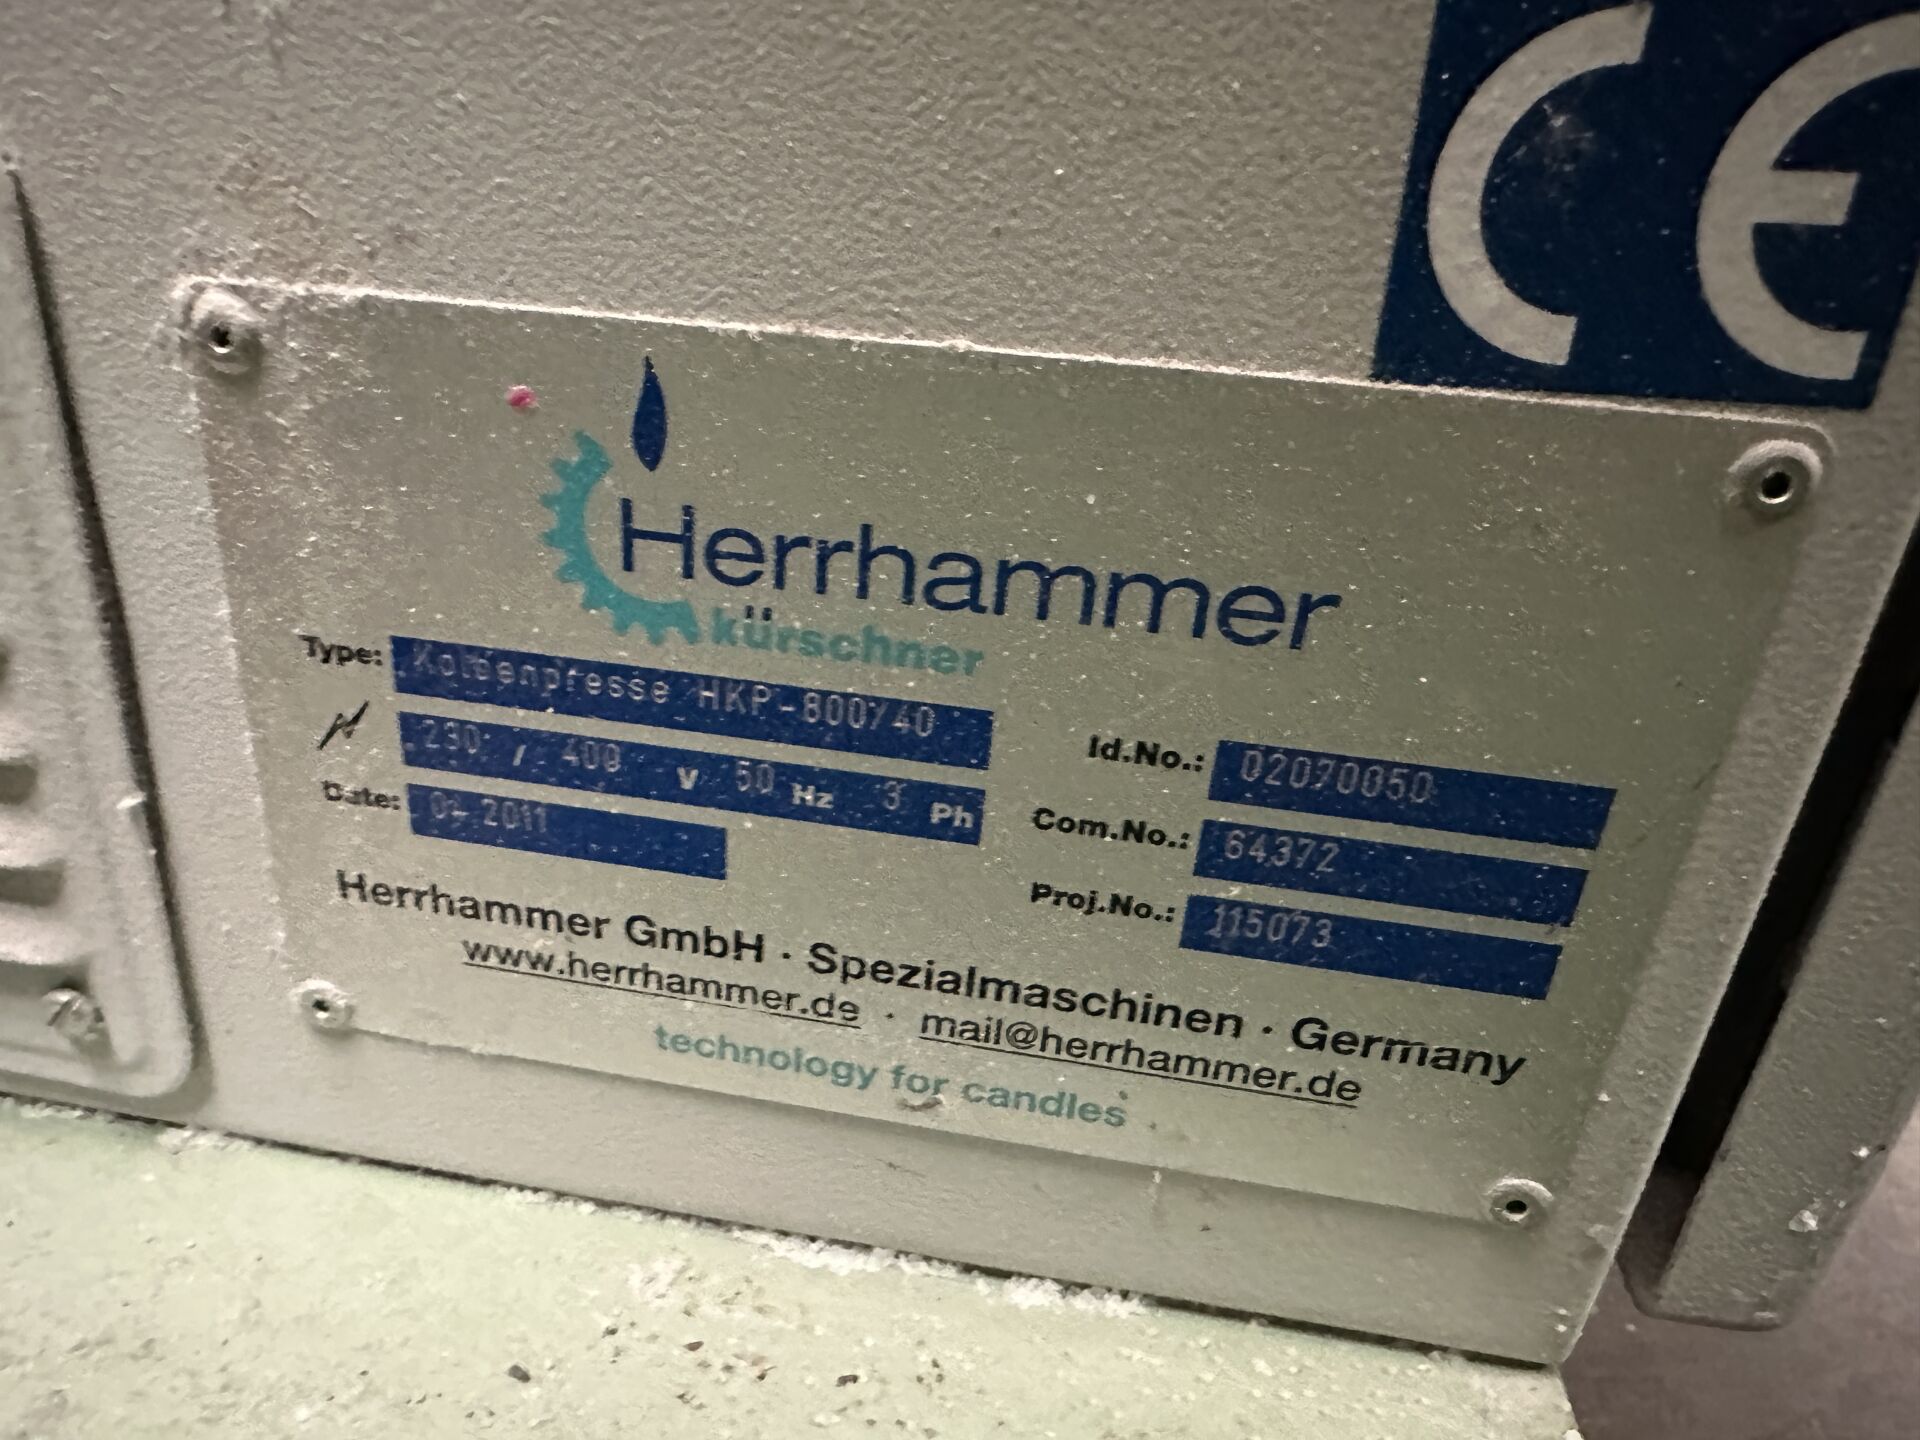 CE
Herrhammer
kürschner
Type: Kolbenpresse HKP-800/40
230 / 400 V 50 Hz 3 Ph
Date: 2011
Id.No.: 02070050
Com.No.: 64372
Proj.No.: 115073
Herrhammer GmbH · Spezialmaschinen · Germany
www.herrhammer.de · mail@herrhammer.de
technology for candles